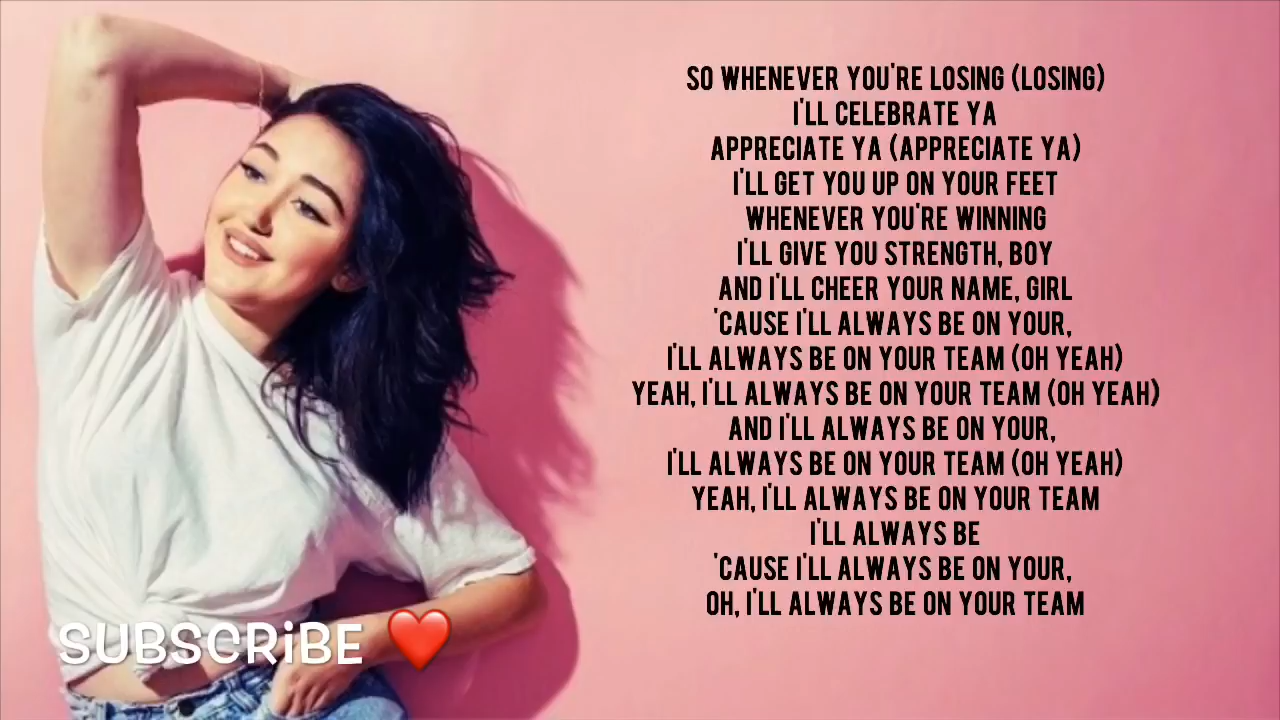 SO WHENEVER YOU'RE LOSING (LOSING)
I'LL CELEBRATE YA
APPRECIATE YA (APPRECIATE YA)
I'LL GET YOU UP ON YOUR FEET
WHENEVER YOU'RE WINNING
I'LL GIVE YOU STRENGTH, BOY
AND I'LL CHEER YOUR NAME, GIRL
'CAUSE I'LL ALWAYS BE ON YOUR,
I'LL ALWAYS BE ON YOUR TEAM (OH YEAH)
YEAH, I'LL ALWAYS BE ON YOUR TEAM (OH YEAH)
AND I'LL ALWAYS BE ON YOUR,
I'LL ALWAYS BE ON YOUR TEAM (OH YEAH)
YEAH, I'LL ALWAYS BE ON YOUR TEAM
I'LL ALWAYS BE
'CAUSE I'LL ALWAYS BE ON YOUR,
OH, I'LL ALWAYS BE ON YOUR TEAM
SUBSCRiBE ❤️